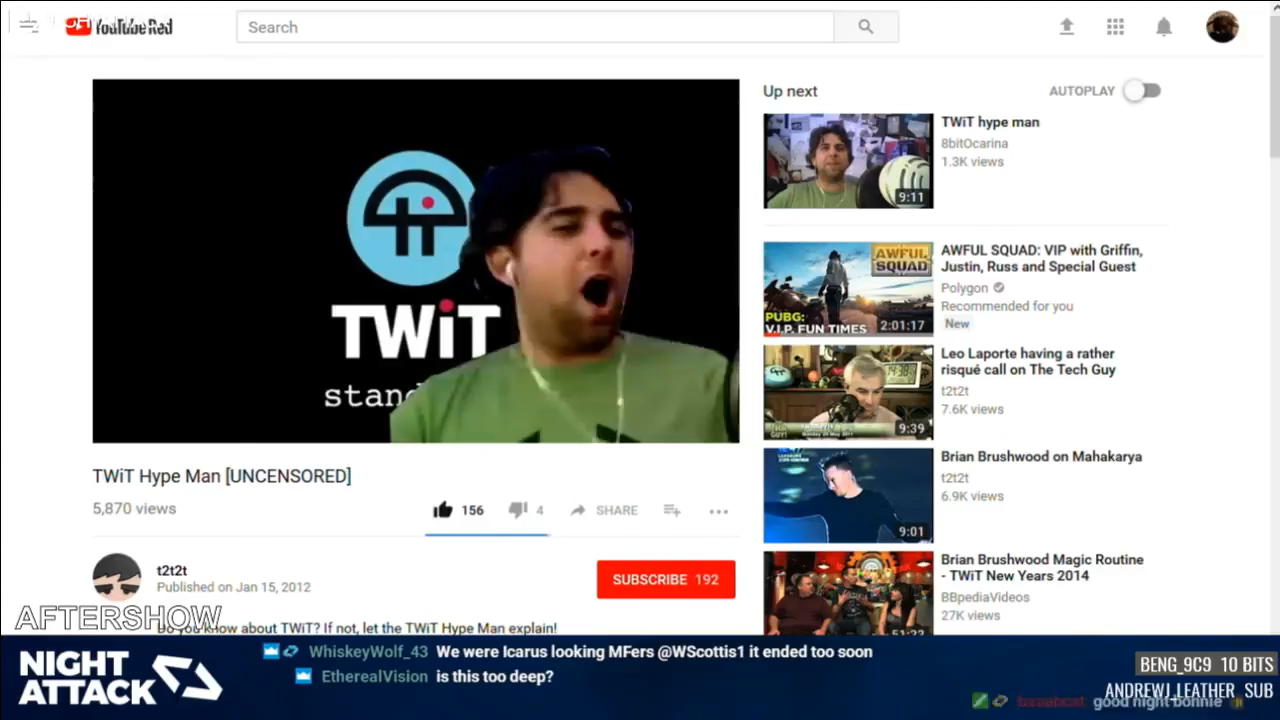 YouTube Red
Search
TWiT
stand
TWiT Hype Man [UNCENSORED]
5,870 views
156
4
SHARE
t2t2t
Published on Jan 15, 2012
SUBSCRIBE 192
Do you know about TWiT? If not, let the TWiT Hype Man explain!
Up next
AUTOPLAY
9:11
TWiT hype man
8bitOcarina
1.3K views
AWFUL
SQUAD
PUBG:
V.I.P. FUN TIMES
2:01:17
AWFUL SQUAD: VIP with Griffin,
Justin, Russ and Special Guest
Polygon
Recommended for you
New
9:39
Leo Laporte having a rather
risqué call on The Tech Guy
t2t2t
7.6K views
9:01
Brian Brushwood on Mahakarya
t2t2t
6.9K views
51:22
Brian Brushwood Magic Routine
- TWiT New Years 2014
BBpediaVideos
27K views
AFTERSHOW
NIGHT
ATTACK
WhiskeyWolf_43 We were Icarus looking MFers @WScottis1 it ended too soon
EtherealVision is this too deep?
BENG_9C9 10 BITS
ANDREWJ_LEATHER SUB
good night bonnie